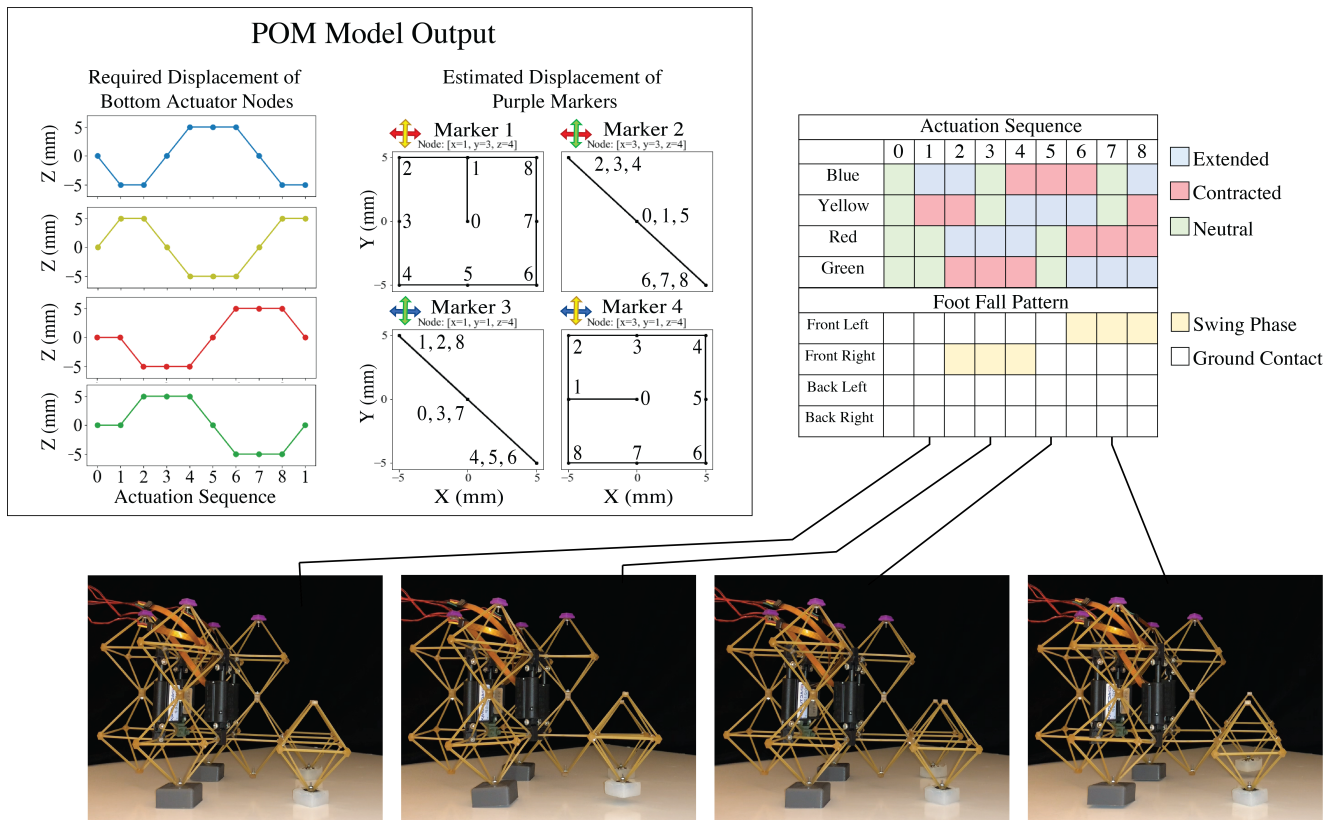 POM Model Output
Required Displacement of
Bottom Actuator Nodes
Z (mm)
5
0
−5
Z (mm)
5
0
−5
Z (mm)
5
0
−5
Z (mm)
5
0
−5
0 1 2 3 4 5 6 7 8 1
Actuation Sequence
Estimated Displacement of
Purple Markers
Marker 1
Node: [x=1, y=3, z=4]
Y (mm)
5
0
−5
2 1 8
3 0 7
4 5 6
Marker 2
Node: [x=3, y=3, z=4]
2, 3, 4
0, 1, 5
6, 7, 8
Marker 3
Node: [x=1, y=1, z=4]
Y (mm)
5
0
−5
1, 2, 8
0, 3, 7
4, 5, 6
−5 0 5
X (mm)
Marker 4
Node: [x=3, y=1, z=4]
2 3 4
1 0 5
8 7 6
−5 0 5
X (mm)
Actuation Sequence
0 1 2 3 4 5 6 7 8
Blue
Yellow
Red
Green
Foot Fall Pattern
Front Left
Front Right
Back Left
Back Right
Extended
Contracted
Neutral
Swing Phase
Ground Contact